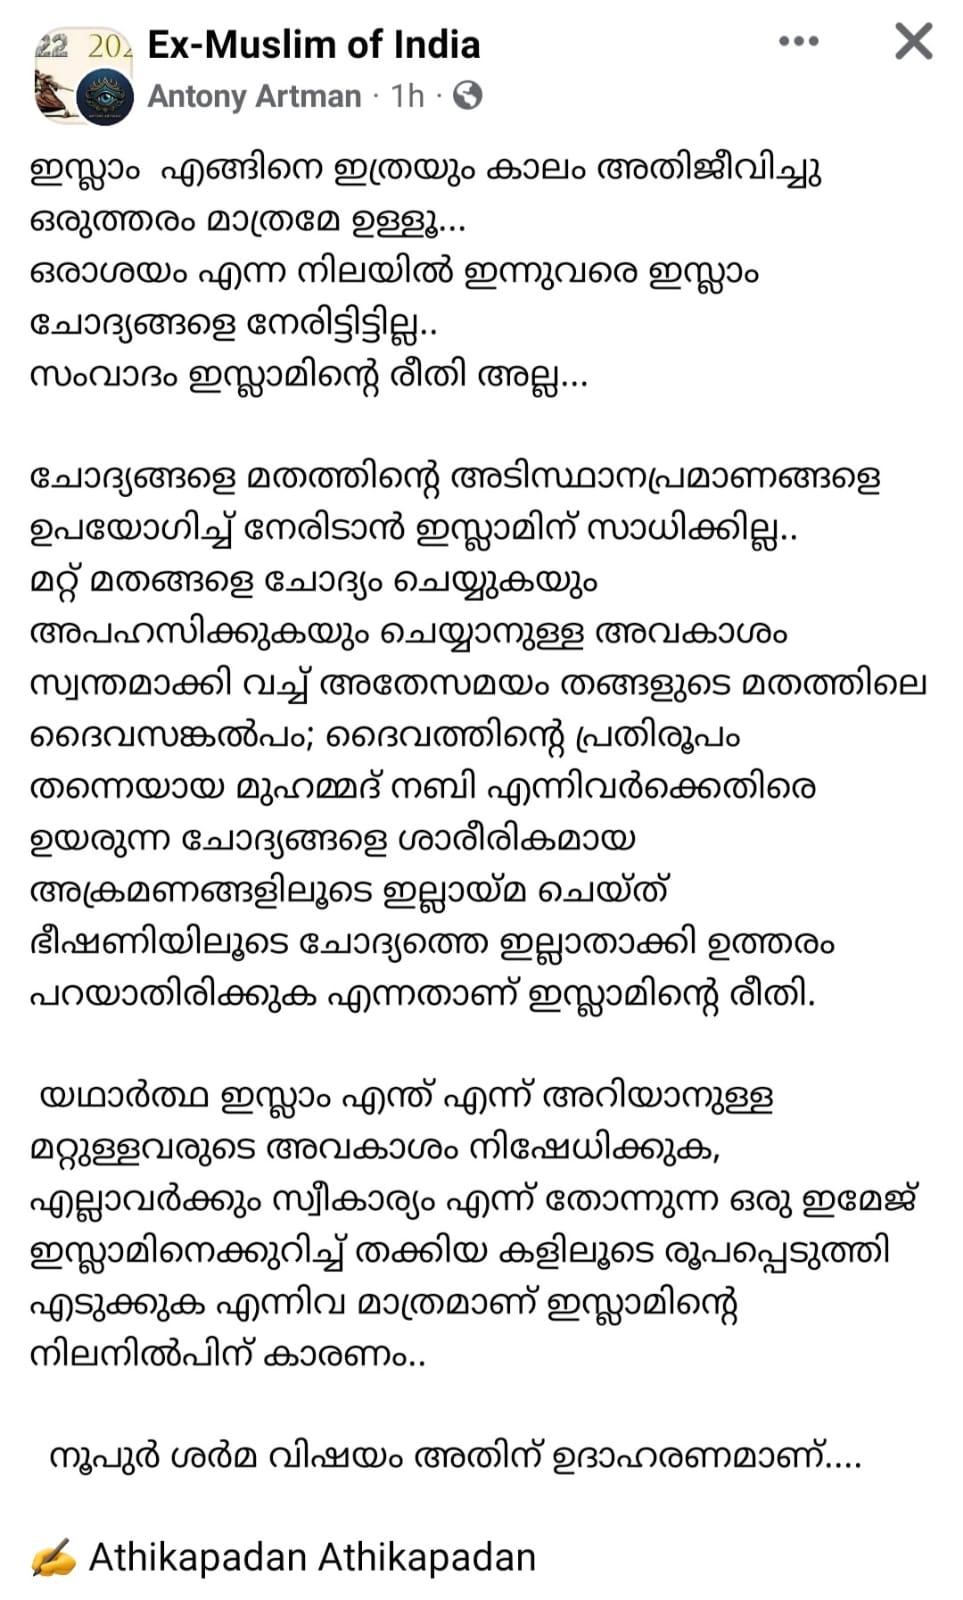 22 202
Ex-Muslim of India
Antony Artman · 1h ·
ഇസ്ലാം എങ്ങിനെ ഇത്രയും കാലം അതിജീവിച്ചു
ഒരുത്തരം മാത്രമേ ഉള്ളൂ...
ഒരാശയം എന്ന നിലയിൽ ഇന്നുവരെ ഇസ്ലാം
ചോദ്യങ്ങളെ നേരിട്ടിട്ടില്ല..
സംവാദം ഇസ്ലാമിന്റെ രീതി അല്ല...
ചോദ്യങ്ങളെ മതത്തിന്റെ അടിസ്ഥാനപ്രമാണങ്ങളെ
ഉപയോഗിച്ച് നേരിടാൻ ഇസ്ലാമിന് സാധിക്കില്ല..
മറ്റ് മതങ്ങളെ ചോദ്യം ചെയ്യുകയും
അപഹസിക്കുകയും ചെയ്യാനുള്ള അവകാശം
സ്വന്തമാക്കി വച്ച് അതേസമയം തങ്ങളുടെ മതത്തിലെ
ദൈവസങ്കൽപം; ദൈവത്തിന്റെ പ്രതിരൂപം
തന്നെയായ മുഹമ്മദ് നബി എന്നിവർക്കെതിരെ
ഉയരുന്ന ചോദ്യങ്ങളെ ശാരീരികമായ
അക്രമണങ്ങളിലൂടെ ഇല്ലായ്മ ചെയ്ത്
ഭീഷണിയിലൂടെ ചോദ്യത്തെ ഇല്ലാതാക്കി ഉത്തരം
പറയാതിരിക്കുക എന്നതാണ് ഇസ്ലാമിന്റെ രീതി.
യഥാർത്ഥ ഇസ്ലാം എന്ത് എന്ന് അറിയാനുള്ള
മറ്റുള്ളവരുടെ അവകാശം നിഷേധിക്കുക,
എല്ലാവർക്കും സ്വീകാര്യം എന്ന് തോന്നുന്ന ഒരു ഇമേജ്
ഇസ്ലാമിനെക്കുറിച്ച് തക്കിയ കളിലൂടെ രൂപപ്പെടുത്തി
എടുക്കുക എന്നിവ മാത്രമാണ് ഇസ്ലാമിന്റെ
നിലനിൽപിന് കാരണം..
നൂപുർ ശർമ വിഷയം അതിന് ഉദാഹരണമാണ്....
✍️ Athikapadan Athikapadan